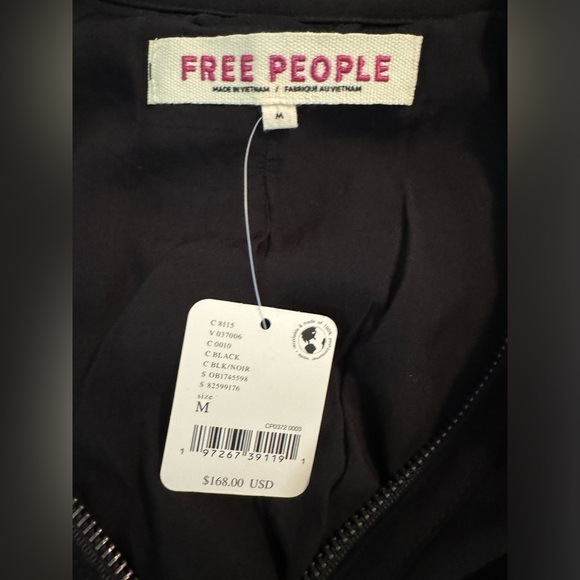 FREE PEOPLE
MADE IN VIETNAM / FABRIQUE AU VIETNAM
M
C 8115
V 037006
C 0010
C BLACK
C BLK/NOIR
S OB1745598
S 82599176
size
M
CP0372 0003
1 97267 39119 1
$168.00 USD